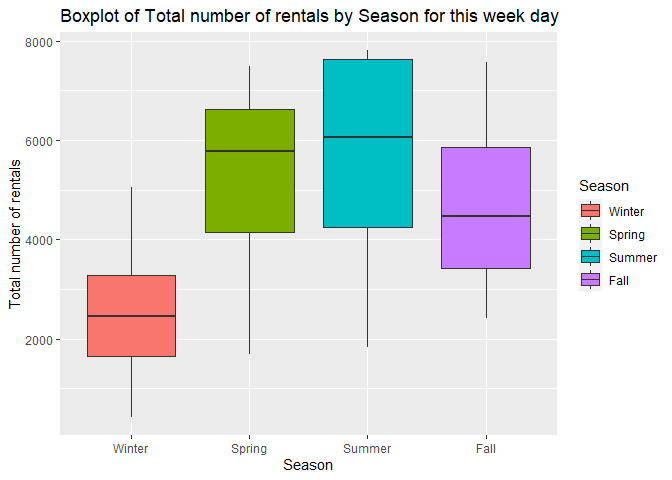 Boxplot of Total number of rentals by Season for this week day
Total number of rentals
8000
6000
4000
2000
Winter
Spring
Summer
Fall
Season
Season
Winter
Spring
Summer
Fall